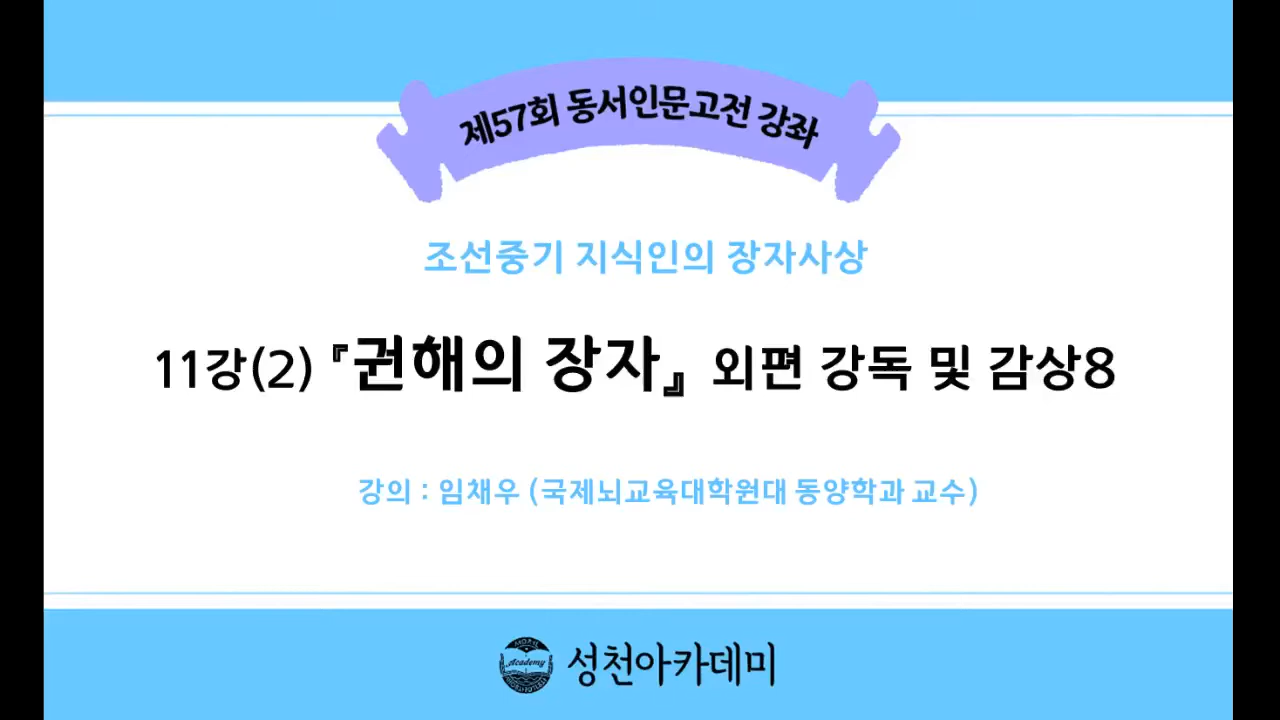 제57회 동서인문고전 강좌
조선중기 지식인의 장자사상
11강(2) 『권해의 장자』 외편 강독 및 감상8
강의 : 임채우 (국제뇌교육대학원대 동양학과 교수)
Academy
성천아카데미